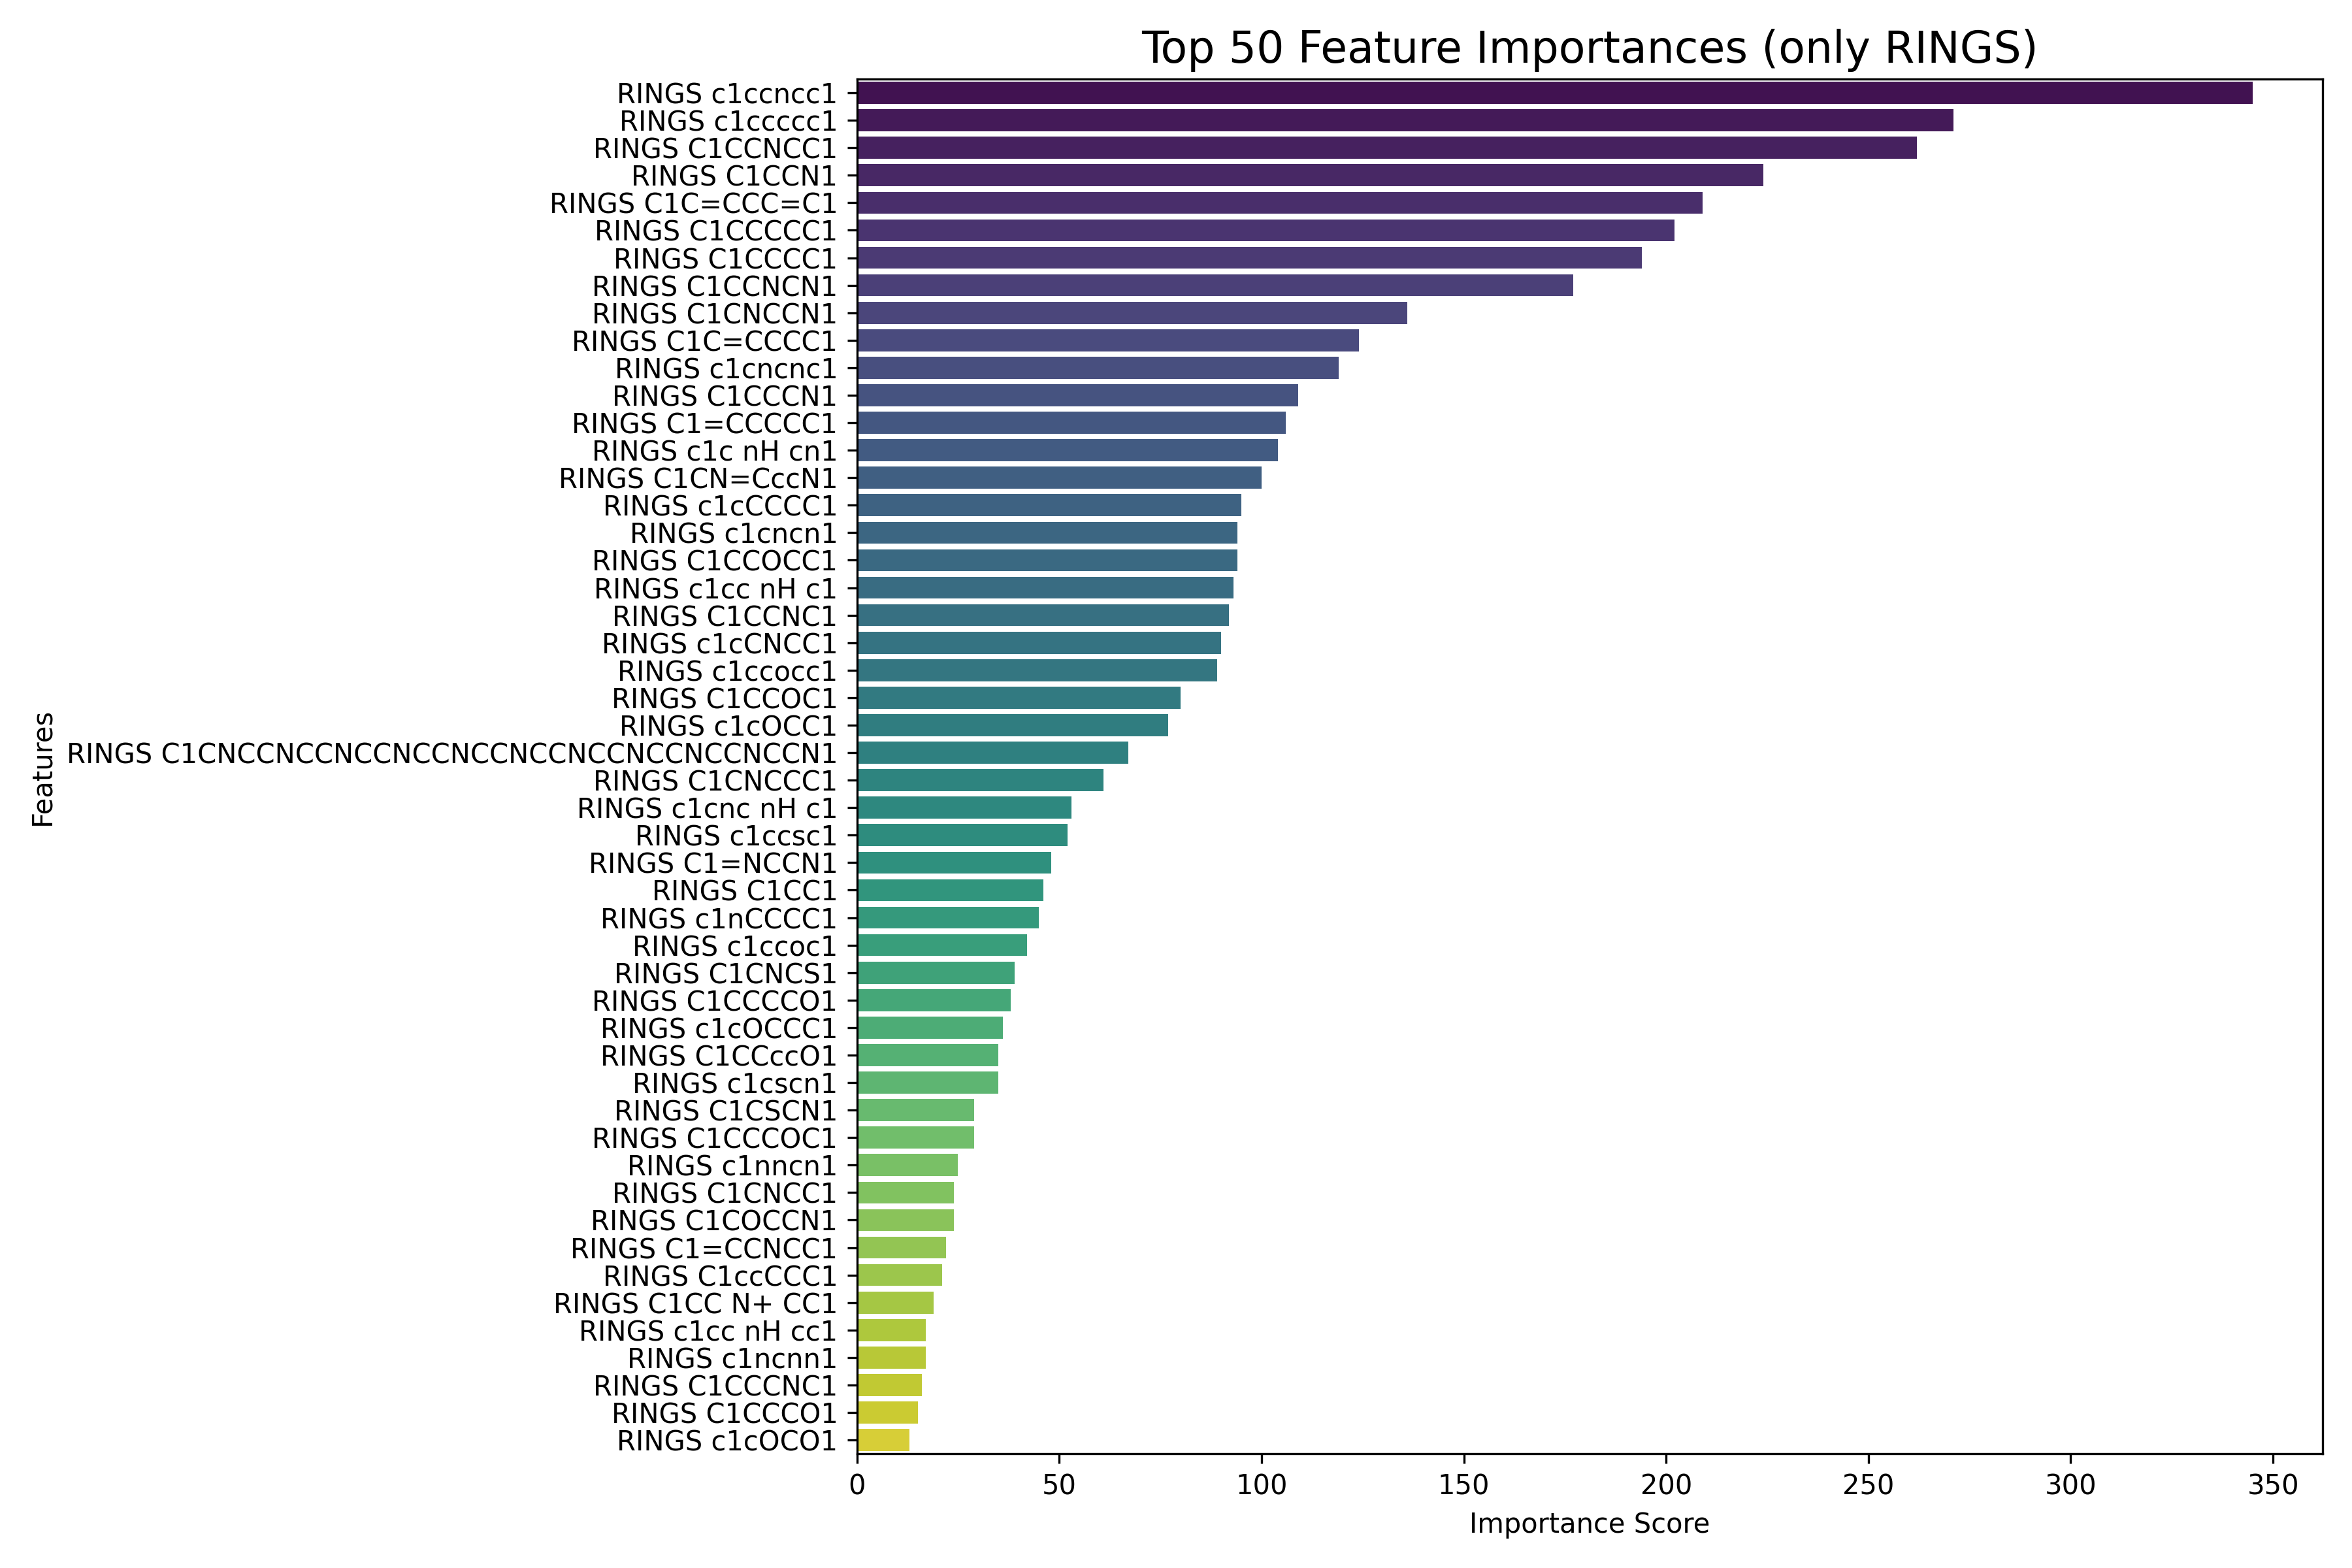 Top 50 Feature Importances (only RINGS)
RINGS c1ccncc1
RINGS c1ccccc1
RINGS C1CCNCC1
RINGS C1CCN1
RINGS C1C=CCC=C1
RINGS C1CCCCC1
RINGS C1CCCC1
RINGS C1CCNCN1
RINGS C1CNCCN1
RINGS C1C=CCCC1
RINGS c1cncnc1
RINGS C1CCCN1
RINGS C1=CCCCC1
RINGS c1c nH cn1
RINGS C1CN=CccN1
RINGS c1cCCCC1
RINGS c1cncn1
RINGS C1CCOCC1
RINGS c1cc nH c1
RINGS C1CCNC1
RINGS c1cCNCC1
RINGS c1ccocc1
RINGS C1CCOC1
RINGS c1cOCC1
RINGS C1CNCCNCCNCCNCCNCCNCCNCCNCCNCCNCCN1
RINGS C1CNCCC1
RINGS c1cnc nH c1
RINGS c1ccsc1
RINGS C1=NCCN1
RINGS C1CC1
RINGS c1nCCCC1
RINGS c1ccoc1
RINGS C1CNCS1
RINGS C1CCCCO1
RINGS c1cOCCC1
RINGS C1CCccO1
RINGS c1cscn1
RINGS C1CSCN1
RINGS C1CCCOC1
RINGS c1nncn1
RINGS C1CNCC1
RINGS C1COCCN1
RINGS C1=CCNCC1
RINGS C1ccCCC1
RINGS C1CC N+ CC1
RINGS c1cc nH cc1
RINGS c1ncnn1
RINGS C1CCCNC1
RINGS C1CCCO1
RINGS c1cOCO1
Features
0 50 100 150 200 250 300 350
Importance Score